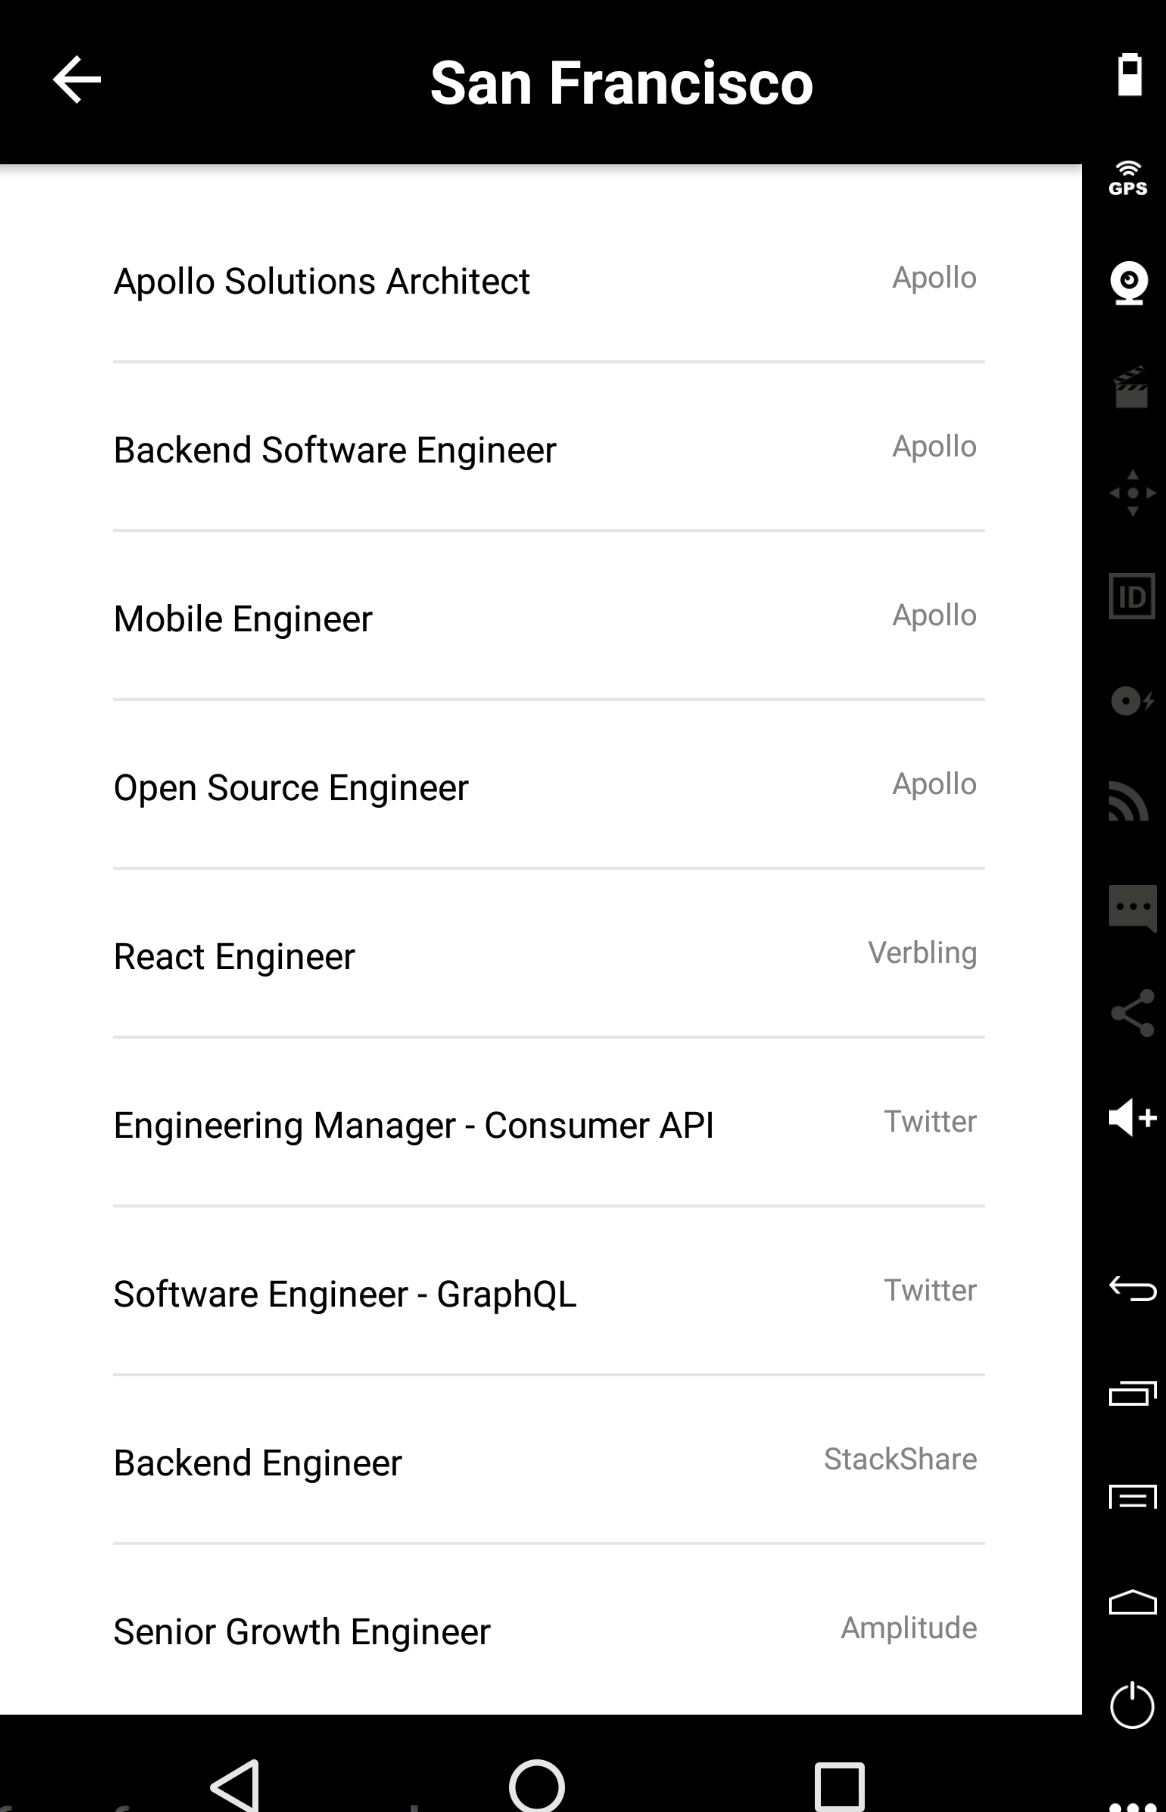 San Francisco
GPS
Apollo Solutions Architect Apollo
Backend Software Engineer Apollo
Mobile Engineer Apollo
ID
Open Source Engineer Apollo
React Engineer Verbling
Engineering Manager - Consumer API Twitter
Software Engineer - GraphQL Twitter
Backend Engineer StackShare
Senior Growth Engineer Amplitude